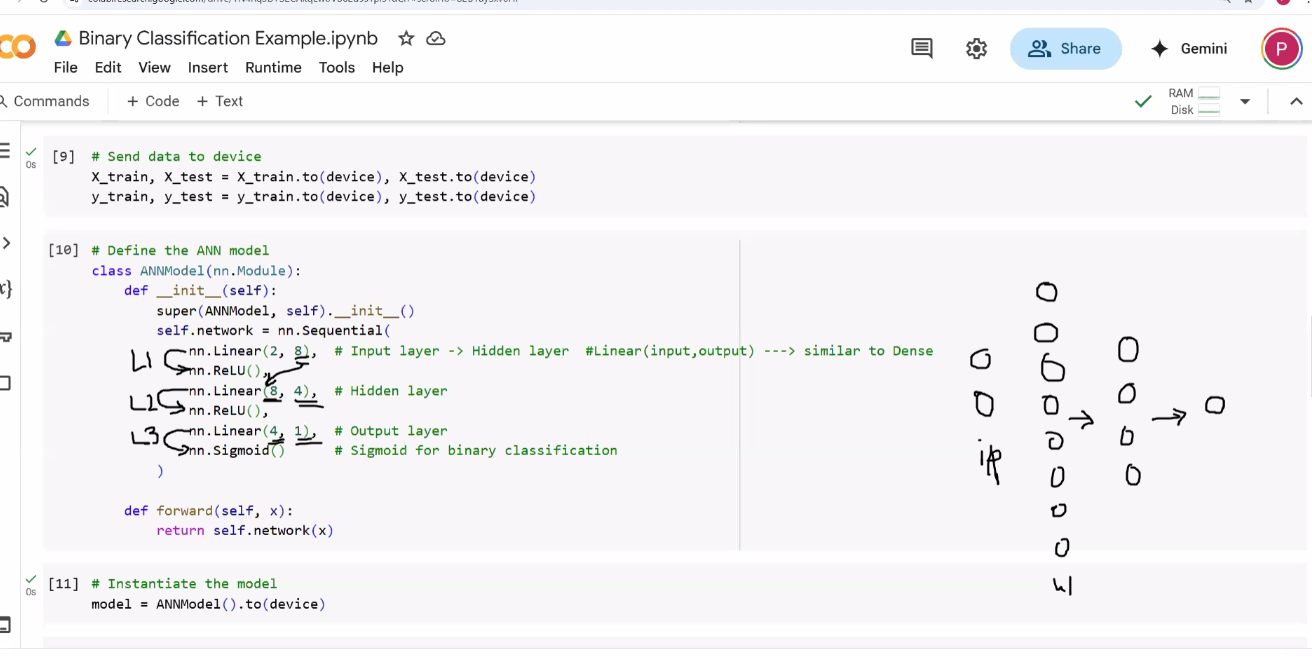 Binary Classification Example.ipynb
File Edit View Insert Runtime Tools Help
Share
Gemini
P
Commands + Code + Text
RAM
Disk
0s
[9] # Send data to device
X_train, X_test = X_train.to(device), X_test.to(device)
y_train, y_test = y_train.to(device), y_test.to(device)
[10] # Define the ANN model
class ANNModel(nn.Module):
def __init__(self):
super(ANNModel, self).__init__()
self.network = nn.Sequential(
L1 nn.Linear(2, 8), # Input layer -> Hidden layer #Linear(input,output) ---> similar to Dense
nn.ReLU(),
L2 nn.Linear(8, 4), # Hidden layer
nn.ReLU(),
L3 nn.Linear(4, 1), # Output layer
nn.Sigmoid() # Sigmoid for binary classification
)
def forward(self, x):
return self.network(x)
i/p
0s
[11] # Instantiate the model
model = ANNModel().to(device)